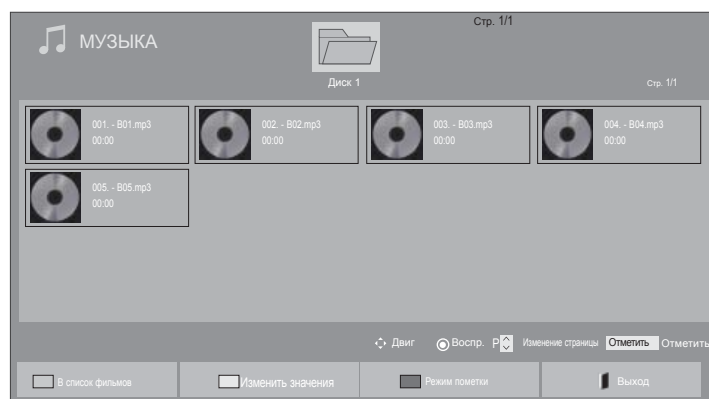 Стр. 1/1
МУЗЫКА
Диск 1
Стр. 1/1
001. - B01.mp3
00:00
002. - B02.mp3
00:00
003. - B03.mp3
00:00
004. - B04.mp3
00:00
005. - B05.mp3
00:00
Двиг Воспр. P Изменение страницы Отметить Отметить
В список фильмов Изменить значения Режим пометки Выход